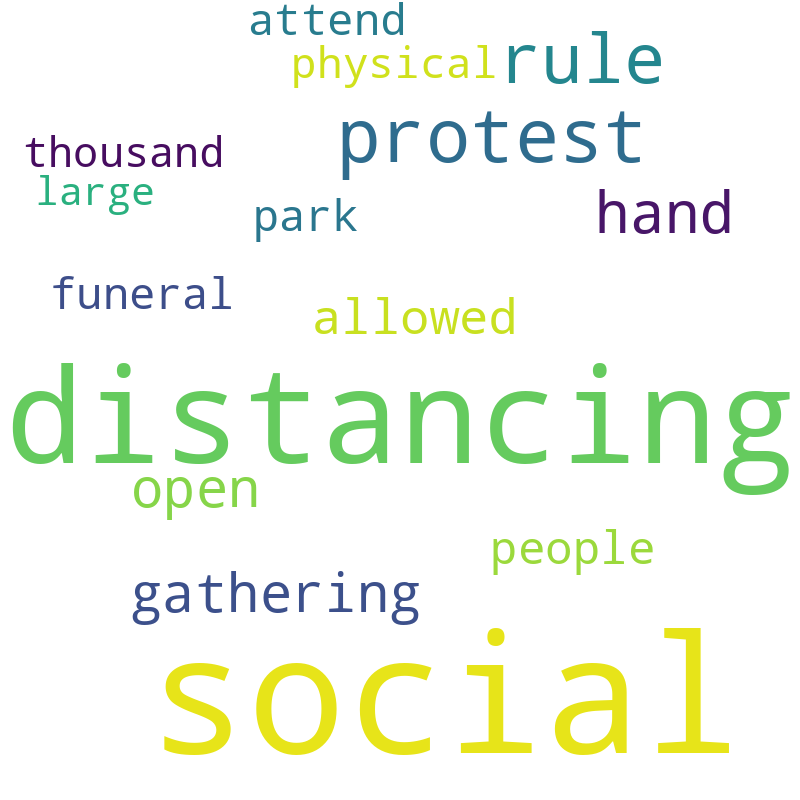 attend
physical rule
protest
thousand
large
park hand
funeral
allowed
distancing
open
people
gathering
social